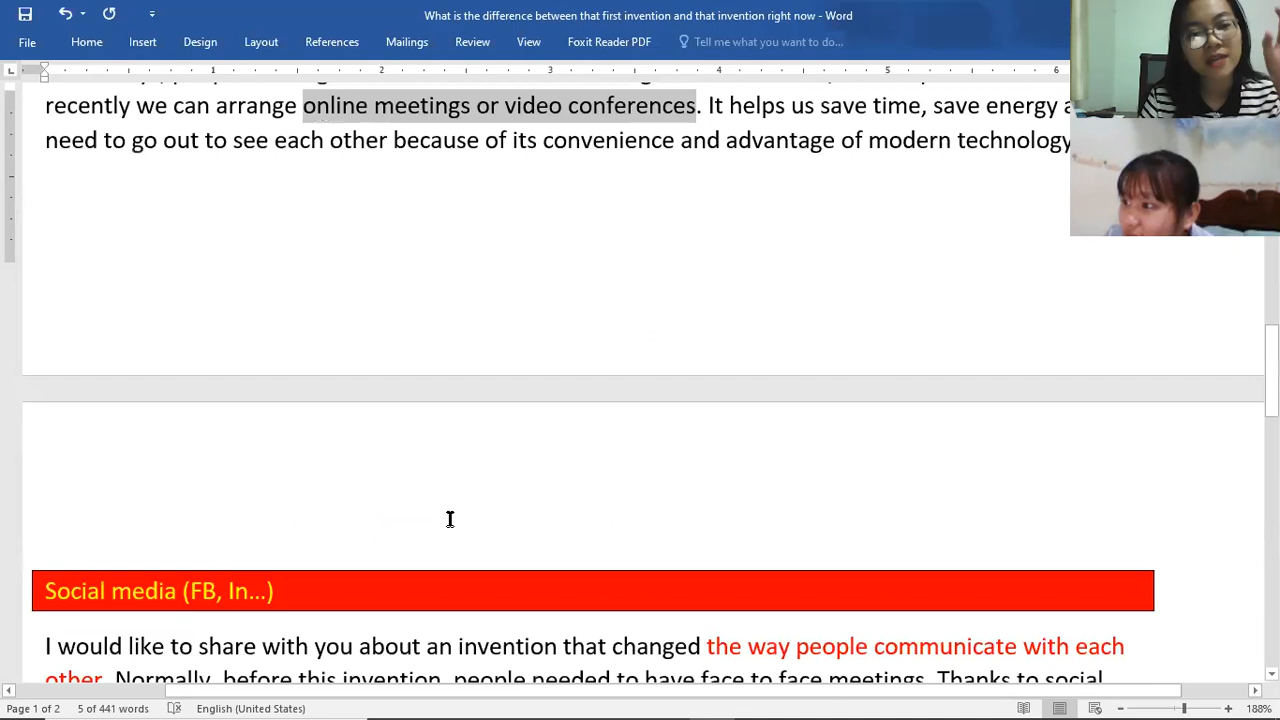 What is the difference between that first invention and that invention right now - Word
File Home Insert Design Layout References Mailings Review View Foxit Reader PDF Tell me what you want to do...
1 2 3 4 5 6
recently we can arrange online meetings or video conferences. It helps us save time, save energy
need to go out to see each other because of its convenience and advantage of modern technology
Social media (FB, In…)
I would like to share with you about an invention that changed the way people communicate with each
other. Normally, before this invention, people needed to have face to face meetings. Thanks to social
Page 1 of 2 5 of 441 words English (United States) 188%